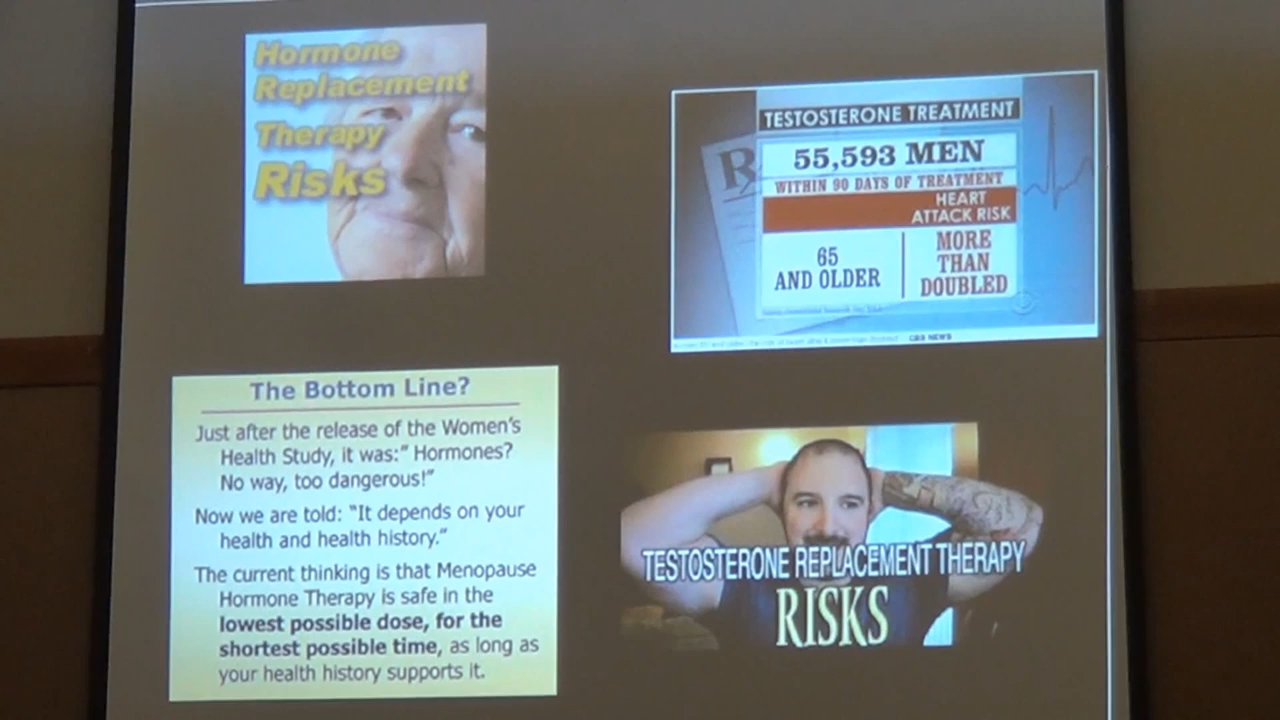 Hormone
Replacement
Therapy
Risks
TESTOSTERONE TREATMENT
Rx
55,593 MEN
WITHIN 90 DAYS OF TREATMENT
HEART
ATTACK RISK
65
AND OLDER
MORE
THAN
DOUBLED
CBS NEWS
The Bottom Line?
Just after the release of the Women's
Health Study, it was:" Hormones?
No way, too dangerous!"
Now we are told: "It depends on your
health and health history."
The current thinking is that Menopause
Hormone Therapy is safe in the
lowest possible dose, for the
shortest possible time, as long as
your health history supports it.
TESTOSTERONE REPLACEMENT THERAPY
RISKS